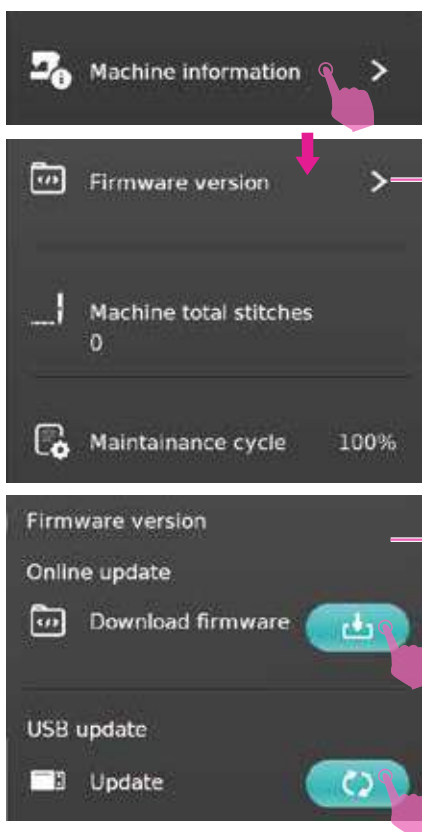 Machine information
Firmware version
Machine total stitches
0
Maintainance cycle 100%
Firmware version
Online update
Download firmware
USB update
Update